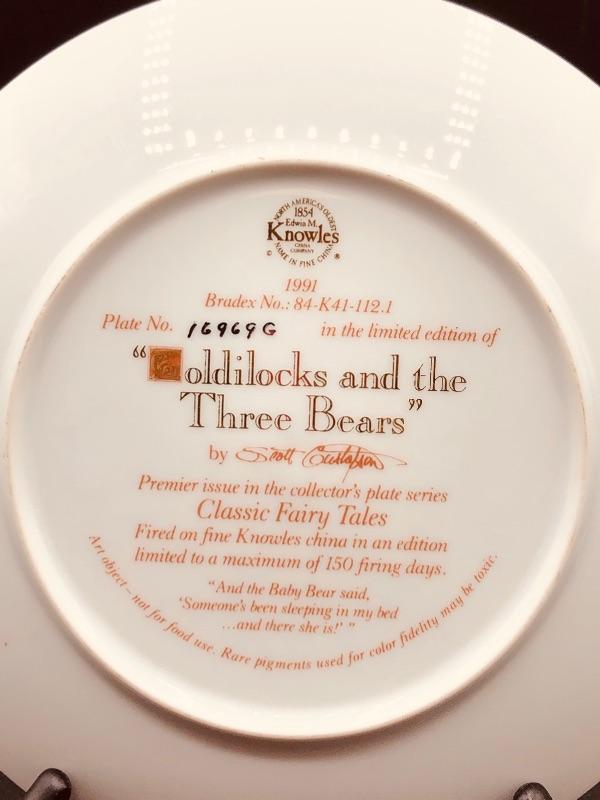 NORTH AMERICA'S OLDEST
1854
Edwin M.
Knowles
CHINA
COMPANY
NAME IN FINE CHINA
© ®
1991
Bradex No.: 84-K41-112.1
Plate No. 16969G in the limited edition of
“Goldilocks and the
Three Bears”
by Scott Gustafson
Premier issue in the collector's plate series
Classic Fairy Tales
Fired on fine Knowles china in an edition
limited to a maximum of 150 firing days.
“And the Baby Bear said,
‘Someone's been sleeping in my bed
...and there she is!’ ”
Art object – not for food use. Rare pigments used for color fidelity may be toxic.